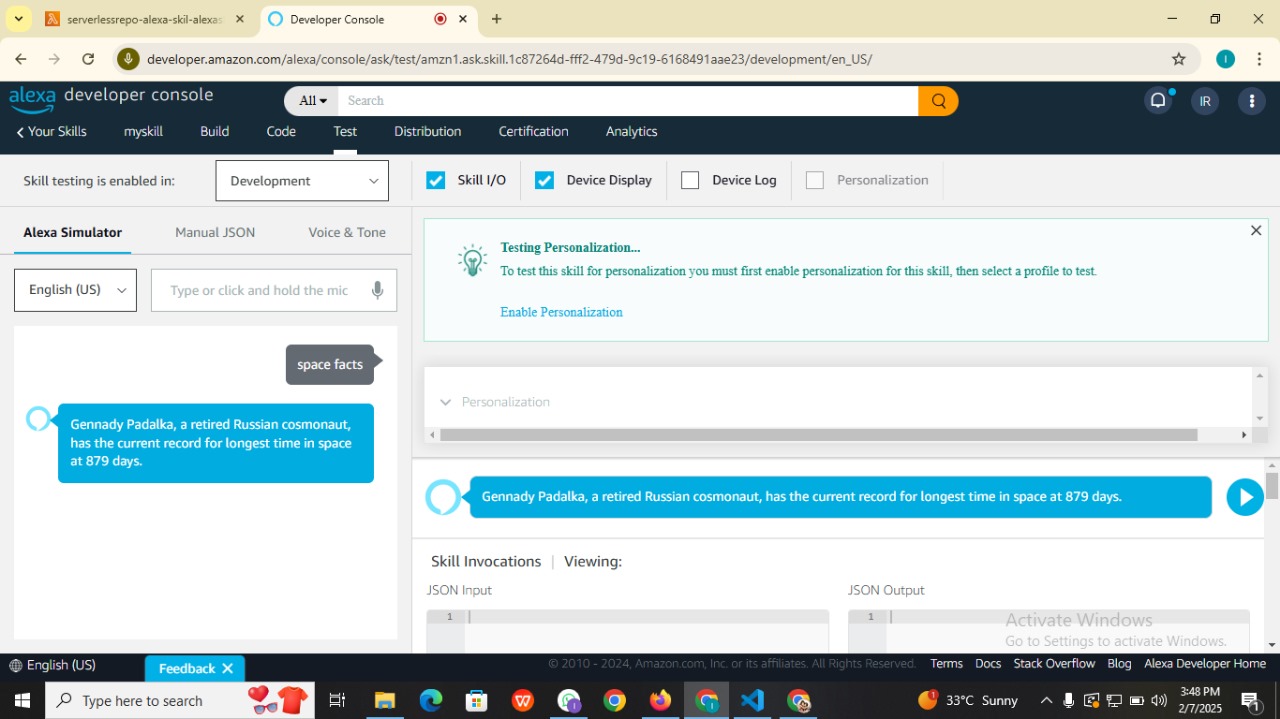 serverlessrepo-alexa-skil-alexas
Developer Console
developer.amazon.com/alexa/console/ask/test/amzn1.ask.skill.1c87264d-fff2-479d-9c19-6168491aae23/development/en_US/
I
alexa developer console
All
Search
IR
Your Skills
myskill
Build
Code
Test
Distribution
Certification
Analytics
Skill testing is enabled in:
Development
Skill I/O
Device Display
Device Log
Personalization
Alexa Simulator
Manual JSON
Voice & Tone
English (US)
Type or click and hold the mic
space facts
Gennady Padalka, a retired Russian cosmonaut,
has the current record for longest time in space
at 879 days.
Testing Personalization...
To test this skill for personalization you must first enable personalization for this skill, then select a profile to test.
Enable Personalization
Personalization
Gennady Padalka, a retired Russian cosmonaut, has the current record for longest time in space at 879 days.
Skill Invocations | Viewing:
JSON Input
JSON Output
1
1
Activate Windows
Go to Settings to activate Windows.
English (US)
Feedback
© 2010 - 2024, Amazon.com, Inc. or its affiliates. All Rights Reserved.
Terms
Docs
Stack Overflow
Blog
Alexa Developer Home
Type here to search
33°C Sunny
3:48 PM
2/7/2025